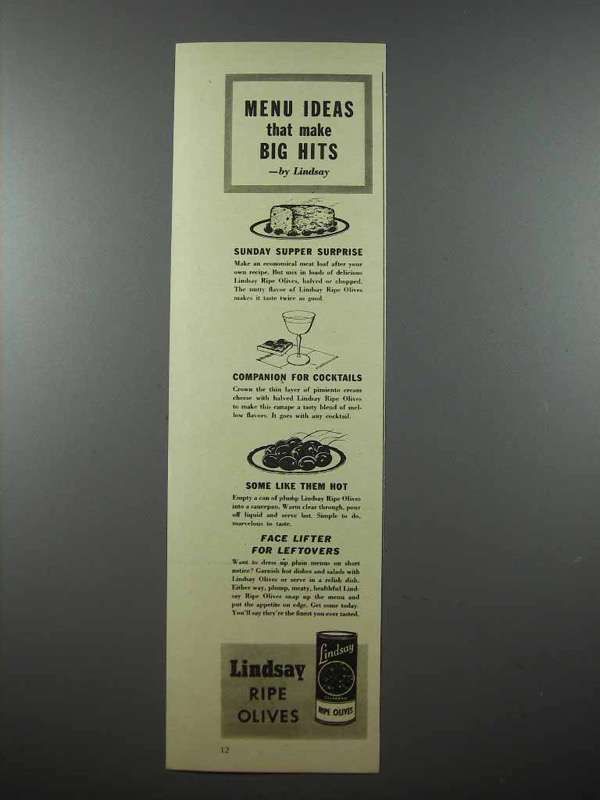 MENU IDEAS
that make
BIG HITS
—by Lindsay
SUNDAY SUPPER SURPRISE
Make an economical meat loaf after your
own recipe. But mix in loads of delicious
Lindsay Ripe Olives, halved or chopped.
The nutty flavor of Lindsay Ripe Olives
makes it taste twice as good.
COMPANION FOR COCKTAILS
Crown the thin layer of pimiento cream
cheese with halved Lindsay Ripe Olives
to make this canape a tasty blend of mel-
low flavors. It goes with any cocktail.
SOME LIKE THEM HOT
Empty a can of plump Lindsay Ripe Olives
into a saucepan. Warm clear through, pour
off liquid and serve hot. Simple to do,
marvelous to taste.
FACE LIFTER
FOR LEFTOVERS
Want to dress up plain menus on short
notice? Garnish hot dishes and salads with
Lindsay Olives or serve in a relish dish.
Either way, plump, meaty, healthful Lind-
say Ripe Olives snap up the menu and
put the appetite on edge. Get some today.
You'll say they're the finest you ever tasted.
Lindsay
RIPE
OLIVES
Lindsay
CALIFORNIA
RIPE OLIVES
12